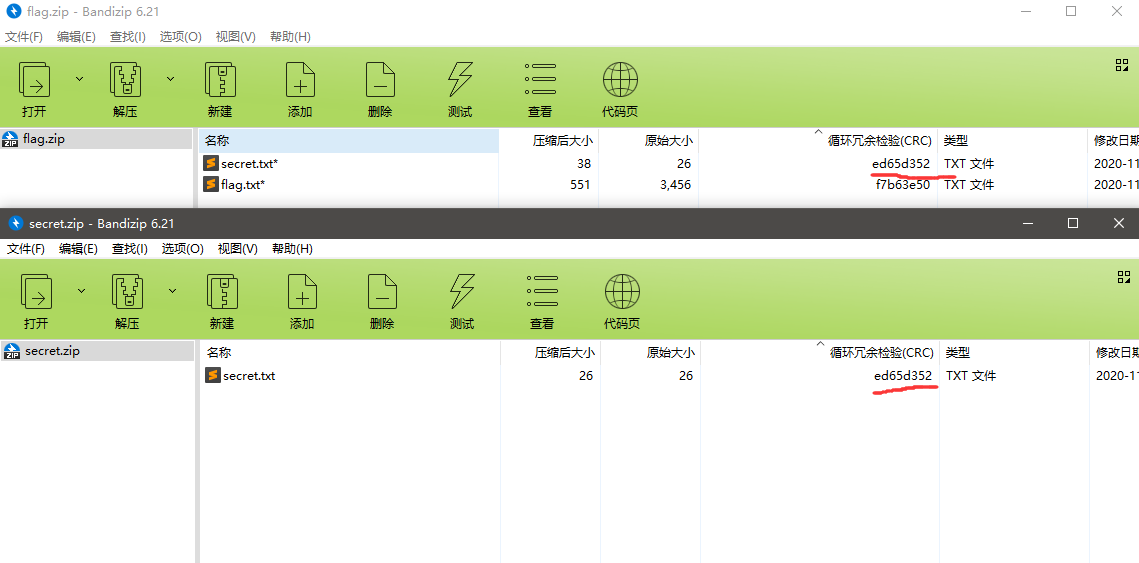 flag.zip - Bandizip 6.21
文件(F) 编辑(E) 查找(I) 选项(O) 视图(V) 帮助(H)
打开 解压 新建 添加 删除 测试 查看 代码页
flag.zip
名称 压缩后大小 原始大小 循环冗余检验(CRC) 类型 修改日期
secret.txt* 38 26 ed65d352 TXT 文件 2020-11
flag.txt* 551 3,456 f7b63e50 TXT 文件 2020-11
secret.zip - Bandizip 6.21
文件(F) 编辑(E) 查找(I) 选项(O) 视图(V) 帮助(H)
打开 解压 新建 添加 删除 测试 查看 代码页
secret.zip
名称 压缩后大小 原始大小 循环冗余检验(CRC) 类型 修改日期
secret.txt 26 26 ed65d352 TXT 文件 2020-11